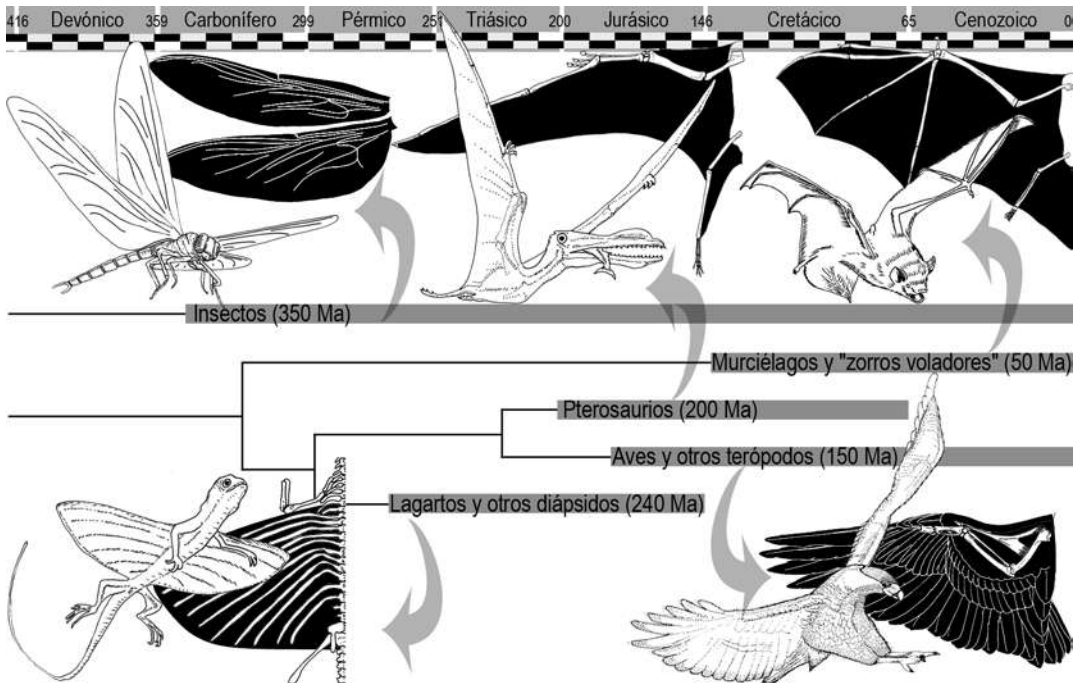 416 Devónico 359 Carbonífero 299 Pérmico 251 Triásico 200 Jurásico 146 Cretácico 65 Cenozoico 00
Insectos (350 Ma)
Murciélagos y "zorros voladores" (50 Ma)
Pterosaurios (200 Ma)
Aves y otros terópodos (150 Ma)
Lagartos y otros diápsidos (240 Ma)